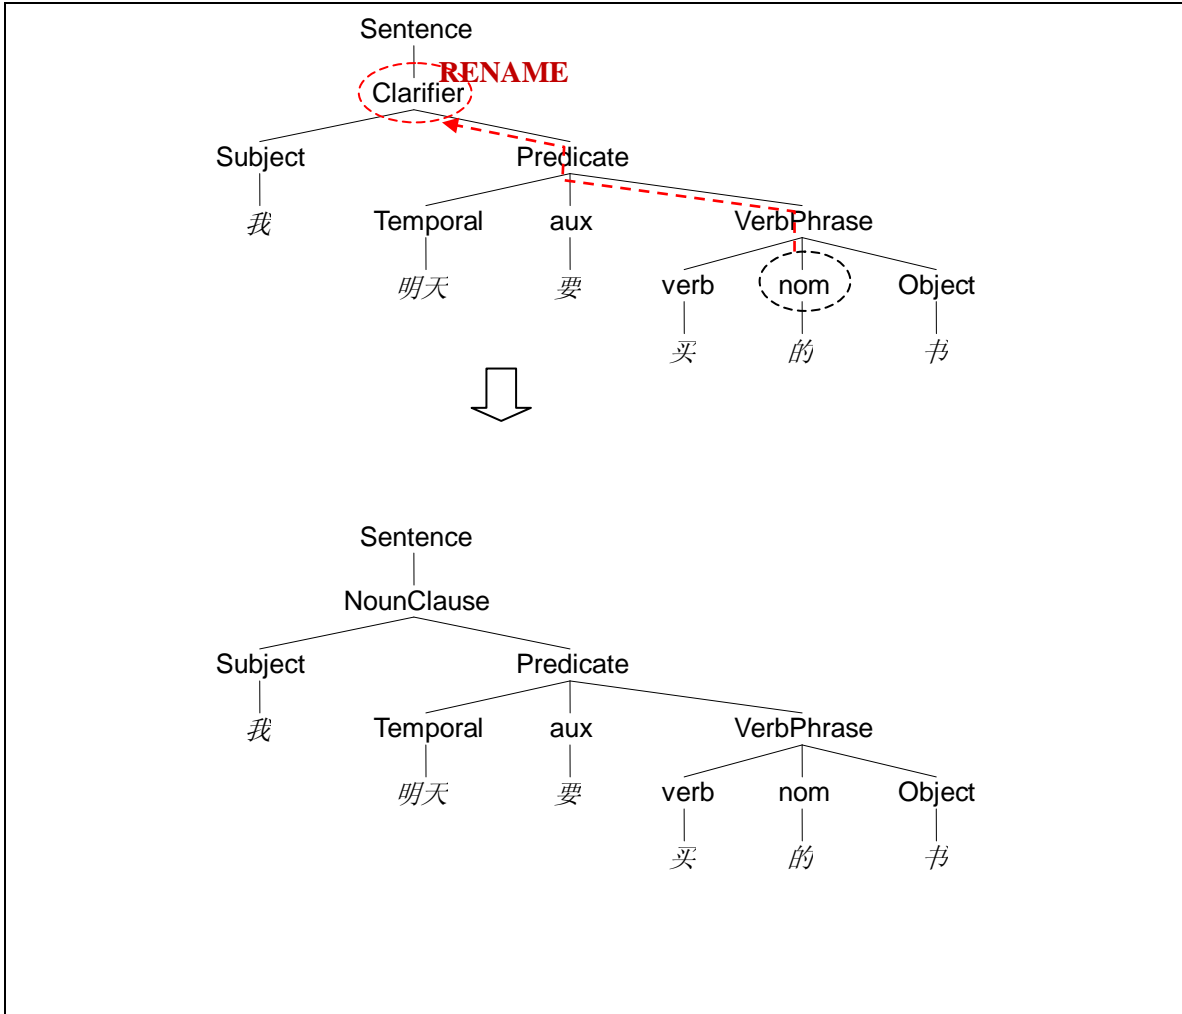 Sentence
RENAME
Clarifier
Subject Predicate
我 Temporal aux VerbPhrase
明天 要 verb nom Object
买 的 书
Sentence
NounClause
Subject Predicate
我 Temporal aux VerbPhrase
明天 要 verb nom Object
买 的 书